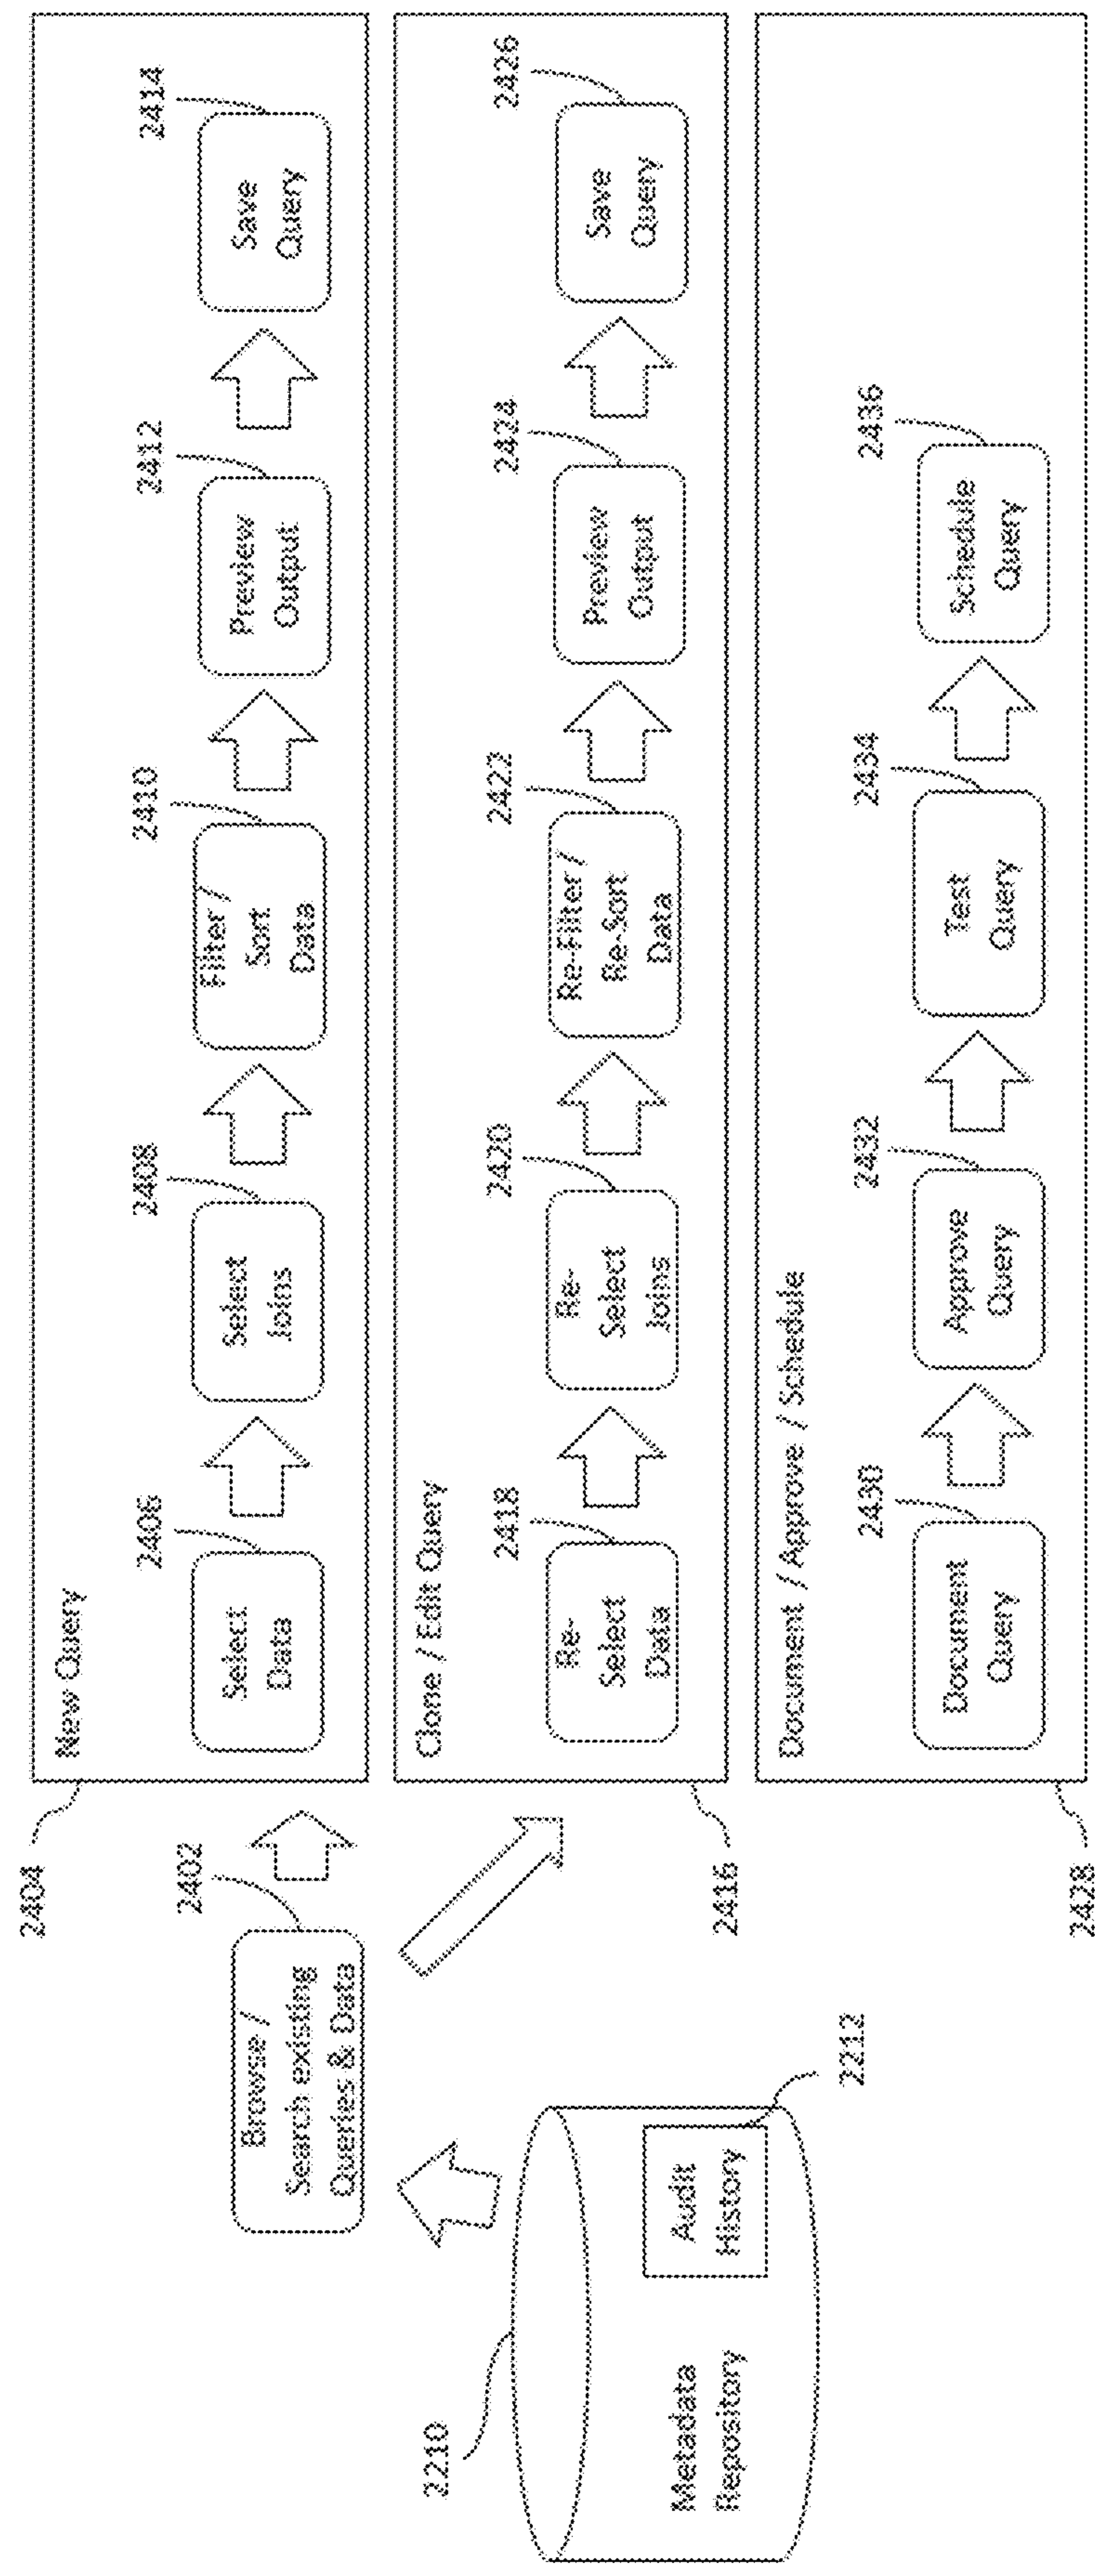 2404
New Query
2406
Select
Data
2408
Select
Joins
2410
Filter /
Sort
Data
2412
Preview
Output
2414
Save
Query
2402
Browse /
Search existing
Queries & Data
2416
Clone / Edit Query
2418
Re-
Select
Data
2420
Re-
Select
Joins
2422
Re-Filter /
Re-Sort
Data
2424
Preview
Output
2426
Save
Query
2210
Metadata
Repository
Audit
History
2212
2428
Document / Approve / Schedule
2430
Document
Query
2432
Approve
Query
2434
Test
Query
2436
Schedule
Query